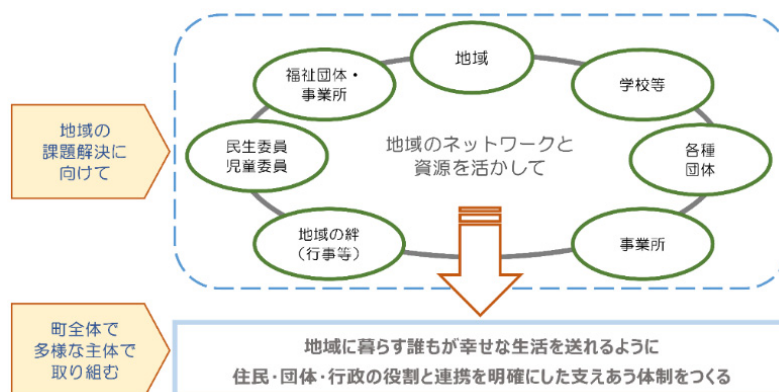 地域
福祉団体・
事業所
学校等
地域の
課題解決に
向けて
民生委員
児童委員
地域のネットワークと
資源を活かして
各種
団体
地域の絆
（行事等）
事業所
町全体で
多様な主体で
取り組む
地域に暮らす誰もが幸せな生活を送れるように
住民・団体・行政の役割と連携を明確にした支えあう体制をつくる